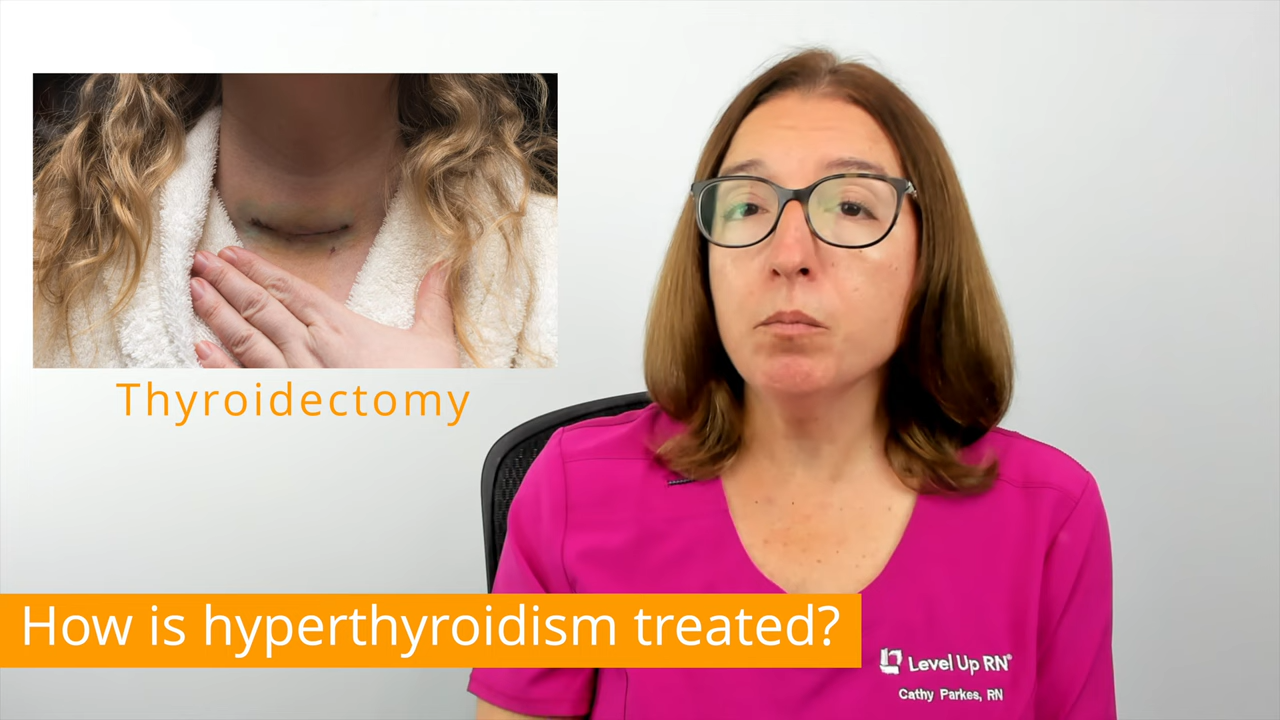 Thyroidectomy
How is hyperthyroidism treated?
Level Up RN®
Cathy Parkes, RN